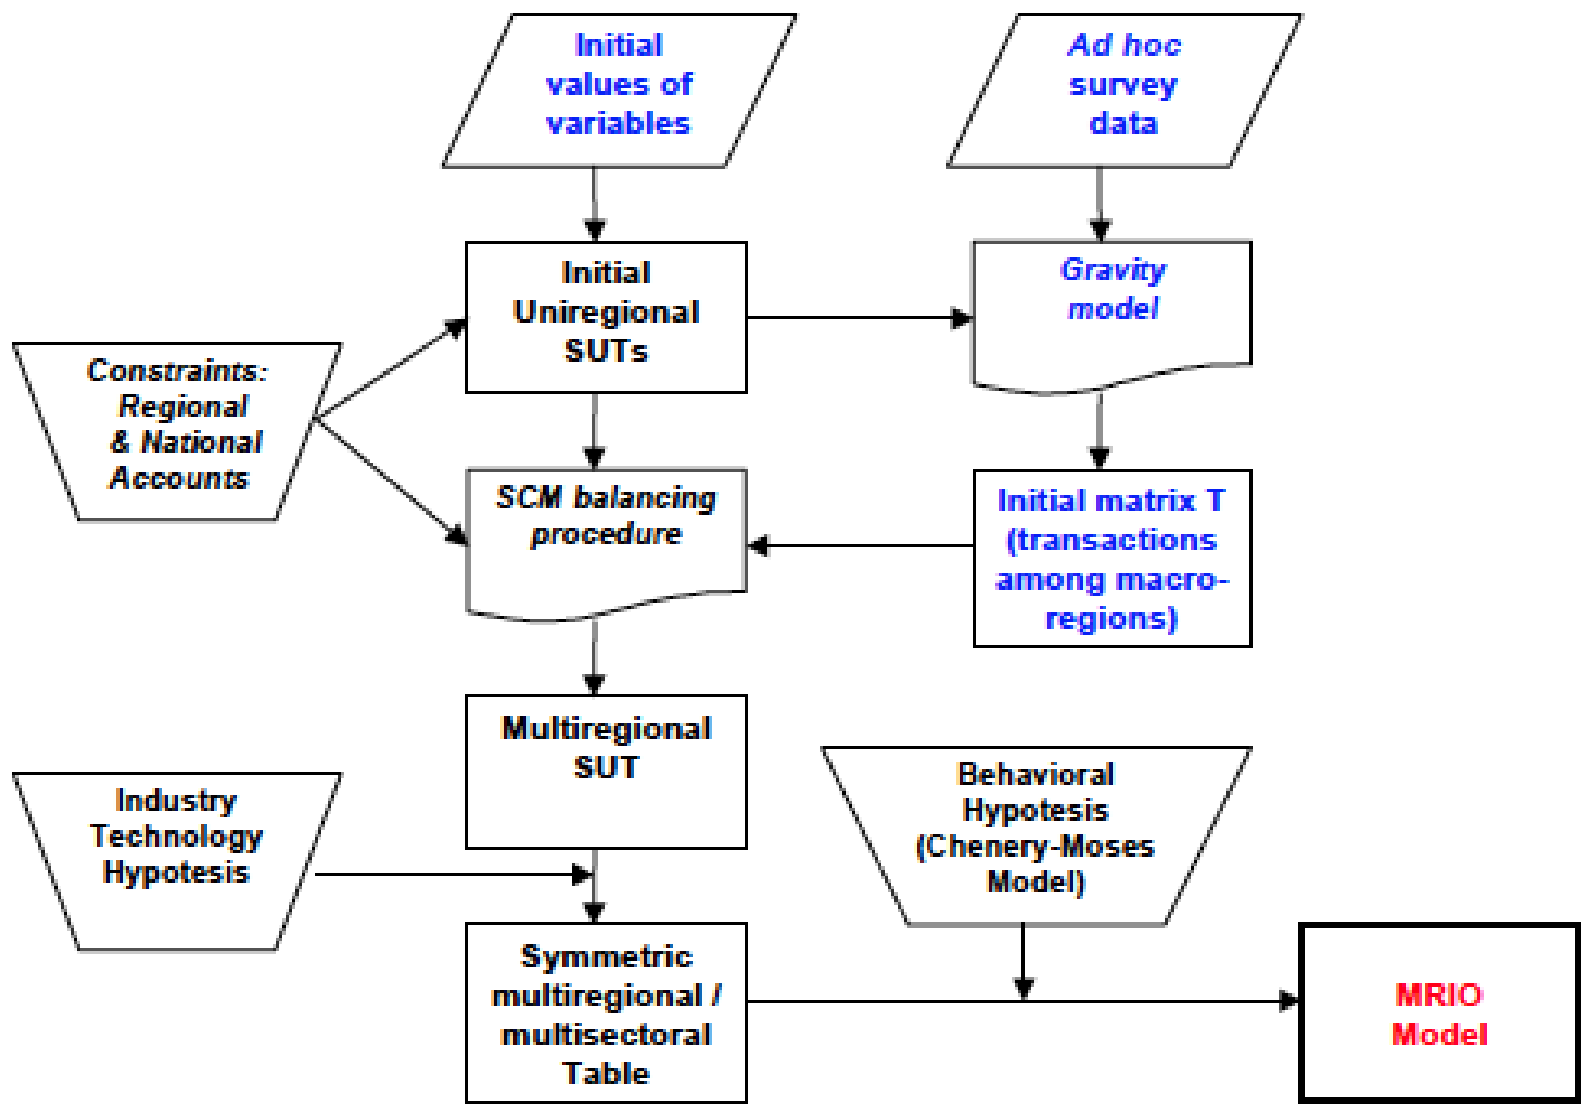 Initial
values of
variables
Ad hoc
survey
data
Initial
Uniregional
SUTs
Gravity
model
Constraints:
Regional
& National
Accounts
SCM balancing
procedure
Initial matrix T
(transactions
among macro-
regions)
Multiregional
SUT
Industry
Technology
Hypotesis
Behavioral
Hypotesis
(Chenery-Moses
Model)
Symmetric
multiregional /
multisectoral
Table
MRIO
Model